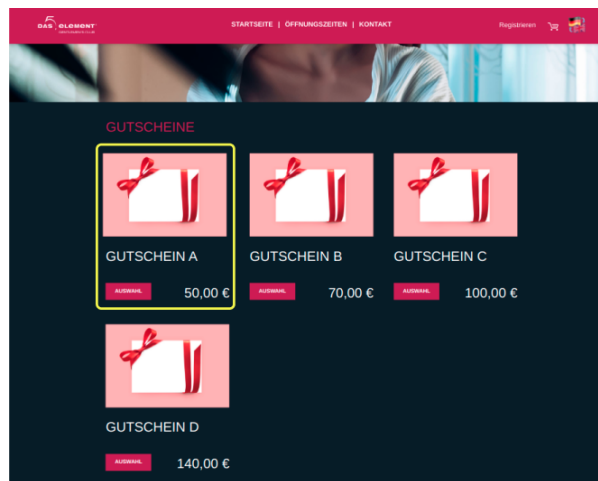 DAS ELEMENT
STARTSEITE | ÖFFNUNGSZEITEN | KONTAKT
Registrieren
GUTSCHEINE
GUTSCHEIN A
AUSWAHL
50,00 €
GUTSCHEIN B
AUSWAHL
70,00 €
GUTSCHEIN C
AUSWAHL
100,00 €
GUTSCHEIN D
AUSWAHL
140,00 €